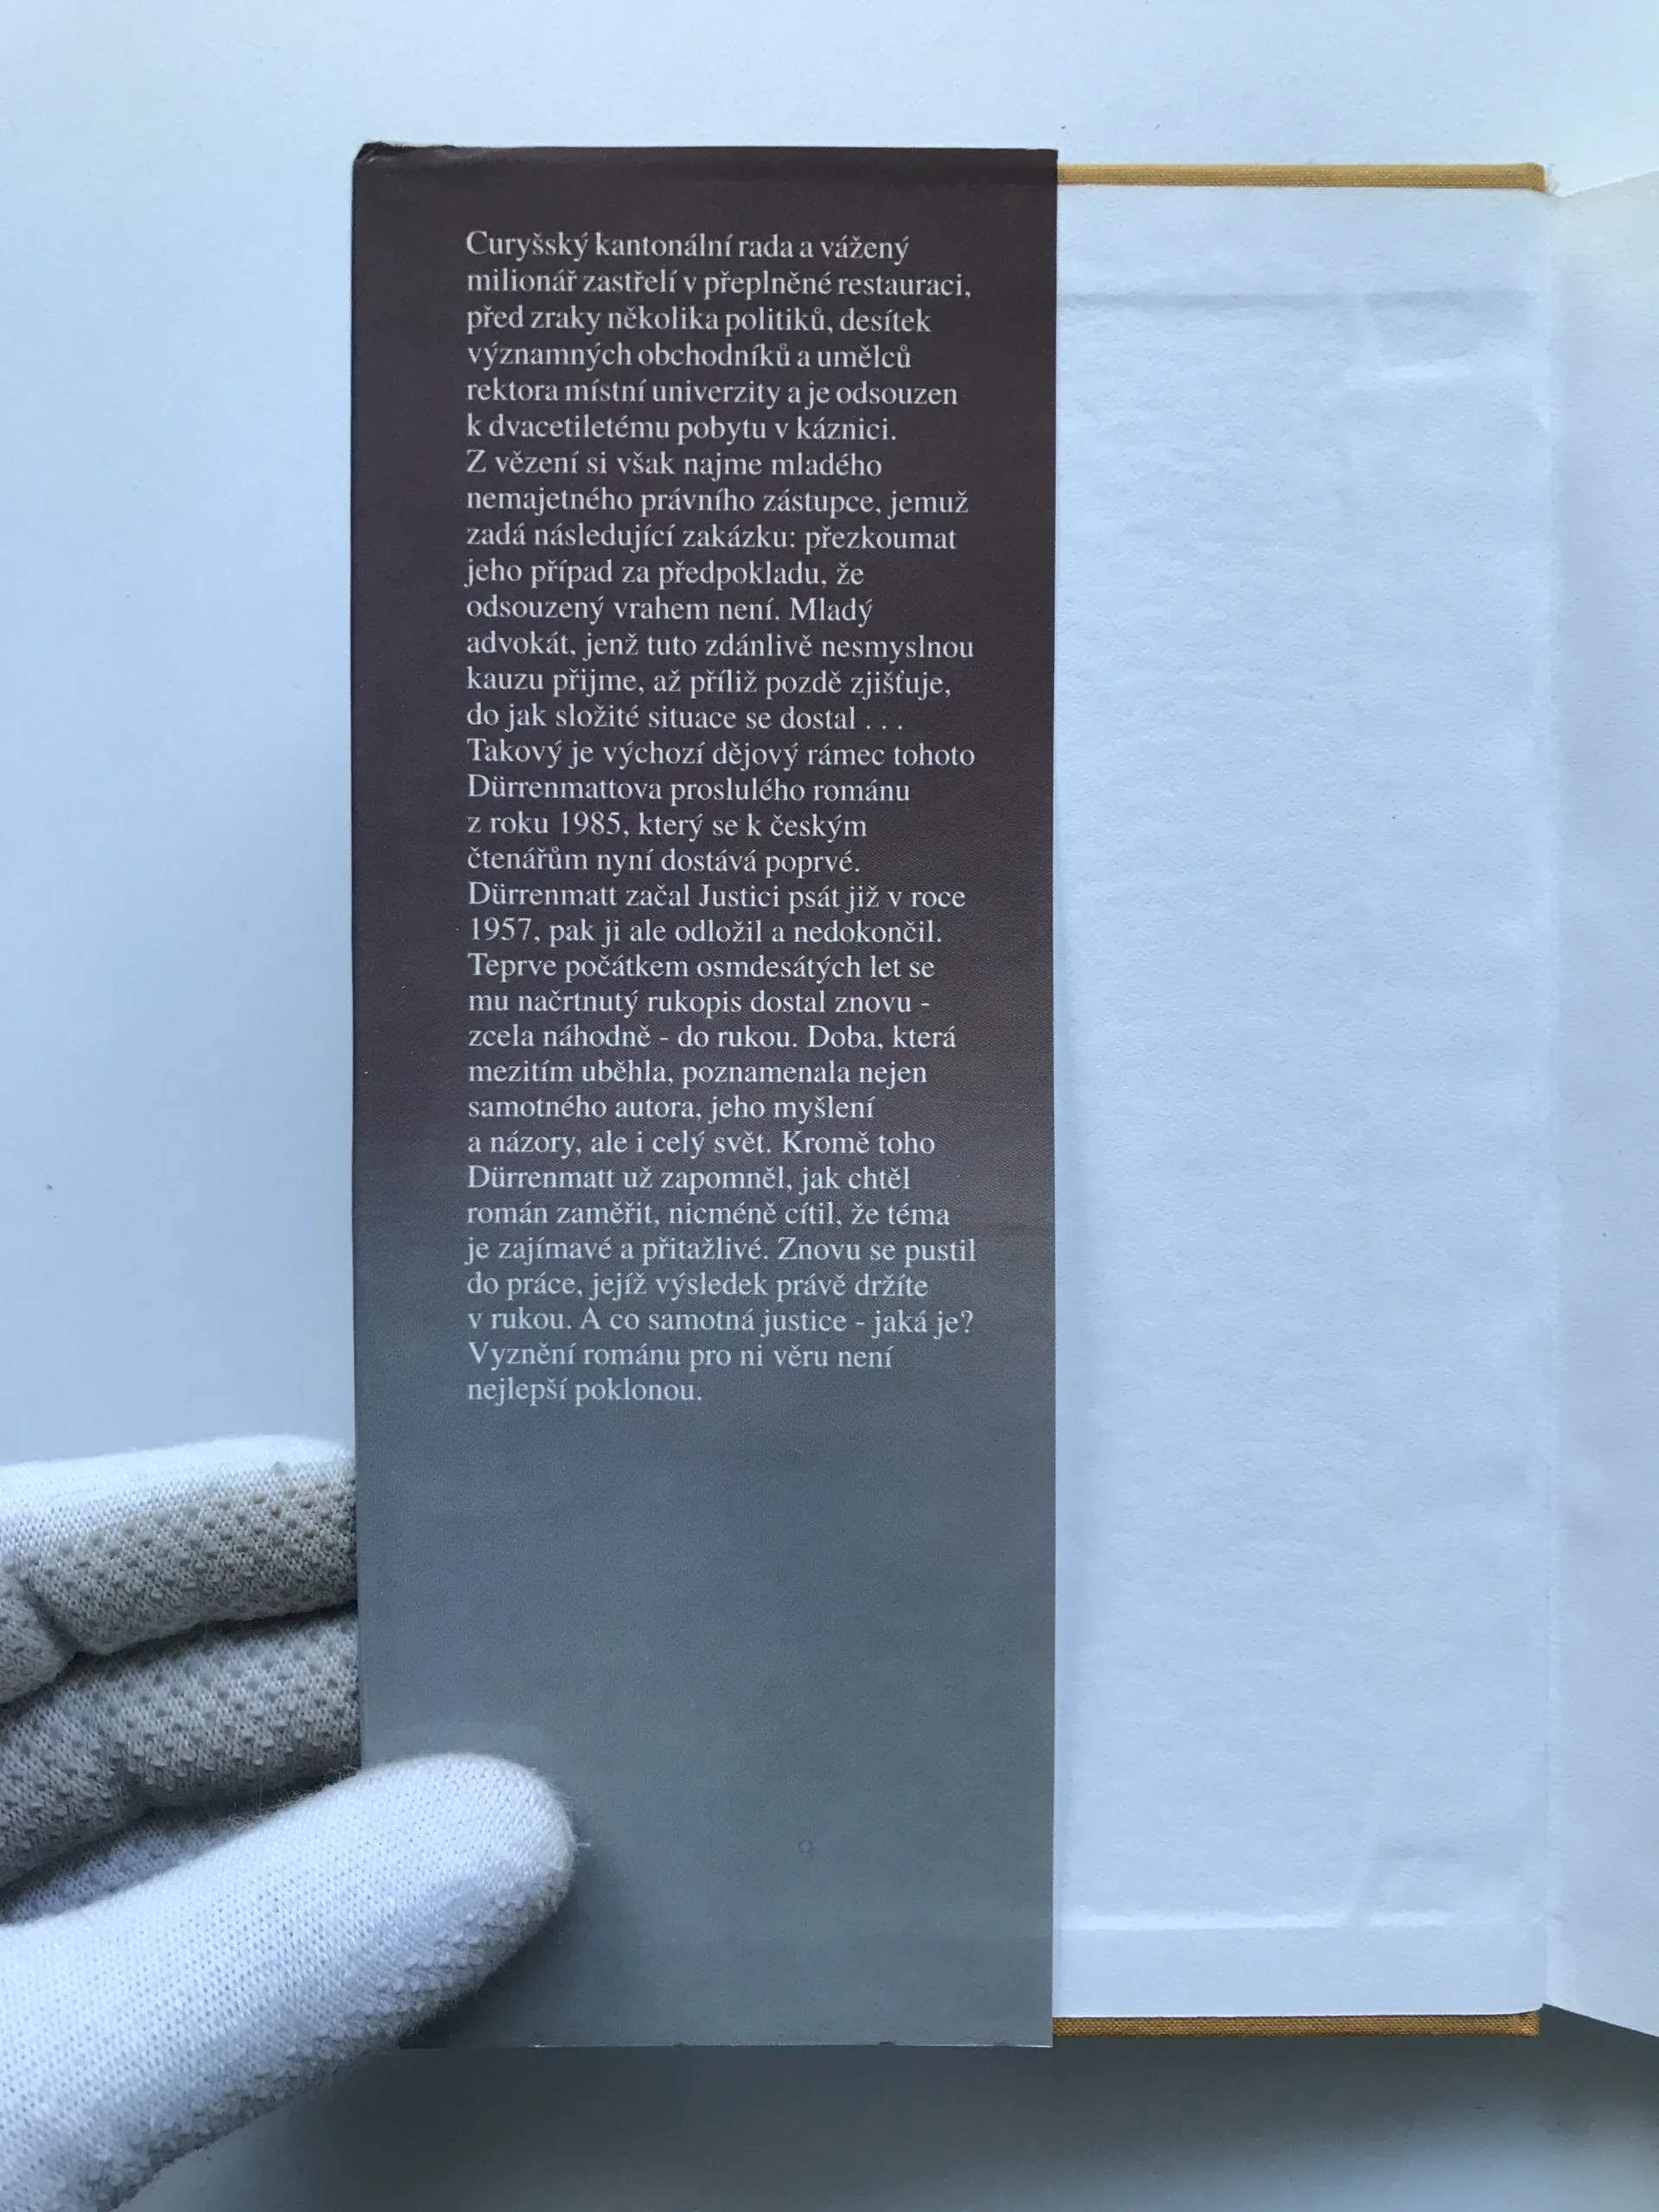 Curyšský kantonální rada a vážený
milionář zastřelí v přeplněné restauraci,
před zraky několika politiků, desítek
významných obchodníků a umělců
rektora místní univerzity a je odsouzen
k dvacetiletému pobytu v káznici.
Z vězení si však najme mladého
nemajetného právního zástupce, jemuž
zadá následující zakázku: přezkoumat
jeho případ za předpokladu, že
odsouzený vrahem není. Mladý
advokát, jenž tuto zdánlivě nesmyslnou
kauzu přijme, až příliž pozdě zjišťuje,
do jak složité situace se dostal . . .
Takový je výchozí dějový rámec tohoto
Dürrenmattova proslulého románu
z roku 1985, který se k českým
čtenářům nyní dostává poprvé.
Dürrenmatt začal Justici psát již v roce
1957, pak ji ale odložil a nedokončil.
Teprve počátkem osmdesátých let se
mu načrtnutý rukopis dostal znovu -
zcela náhodně - do rukou. Doba, která
mezitím uběhla, poznamenala nejen
samotného autora, jeho myšlení
a názory, ale i celý svět. Kromě toho
Dürrenmatt už zapomněl, jak chtěl
román zaměřit, nicméně cítil, že téma
je zajímavé a přitažlivé. Znovu se pustil
do práce, jejíž výsledek právě držíte
v rukou. A co samotná justice - jaká je?
Vyznění románu pro ni věru není
nejlepší poklonou.